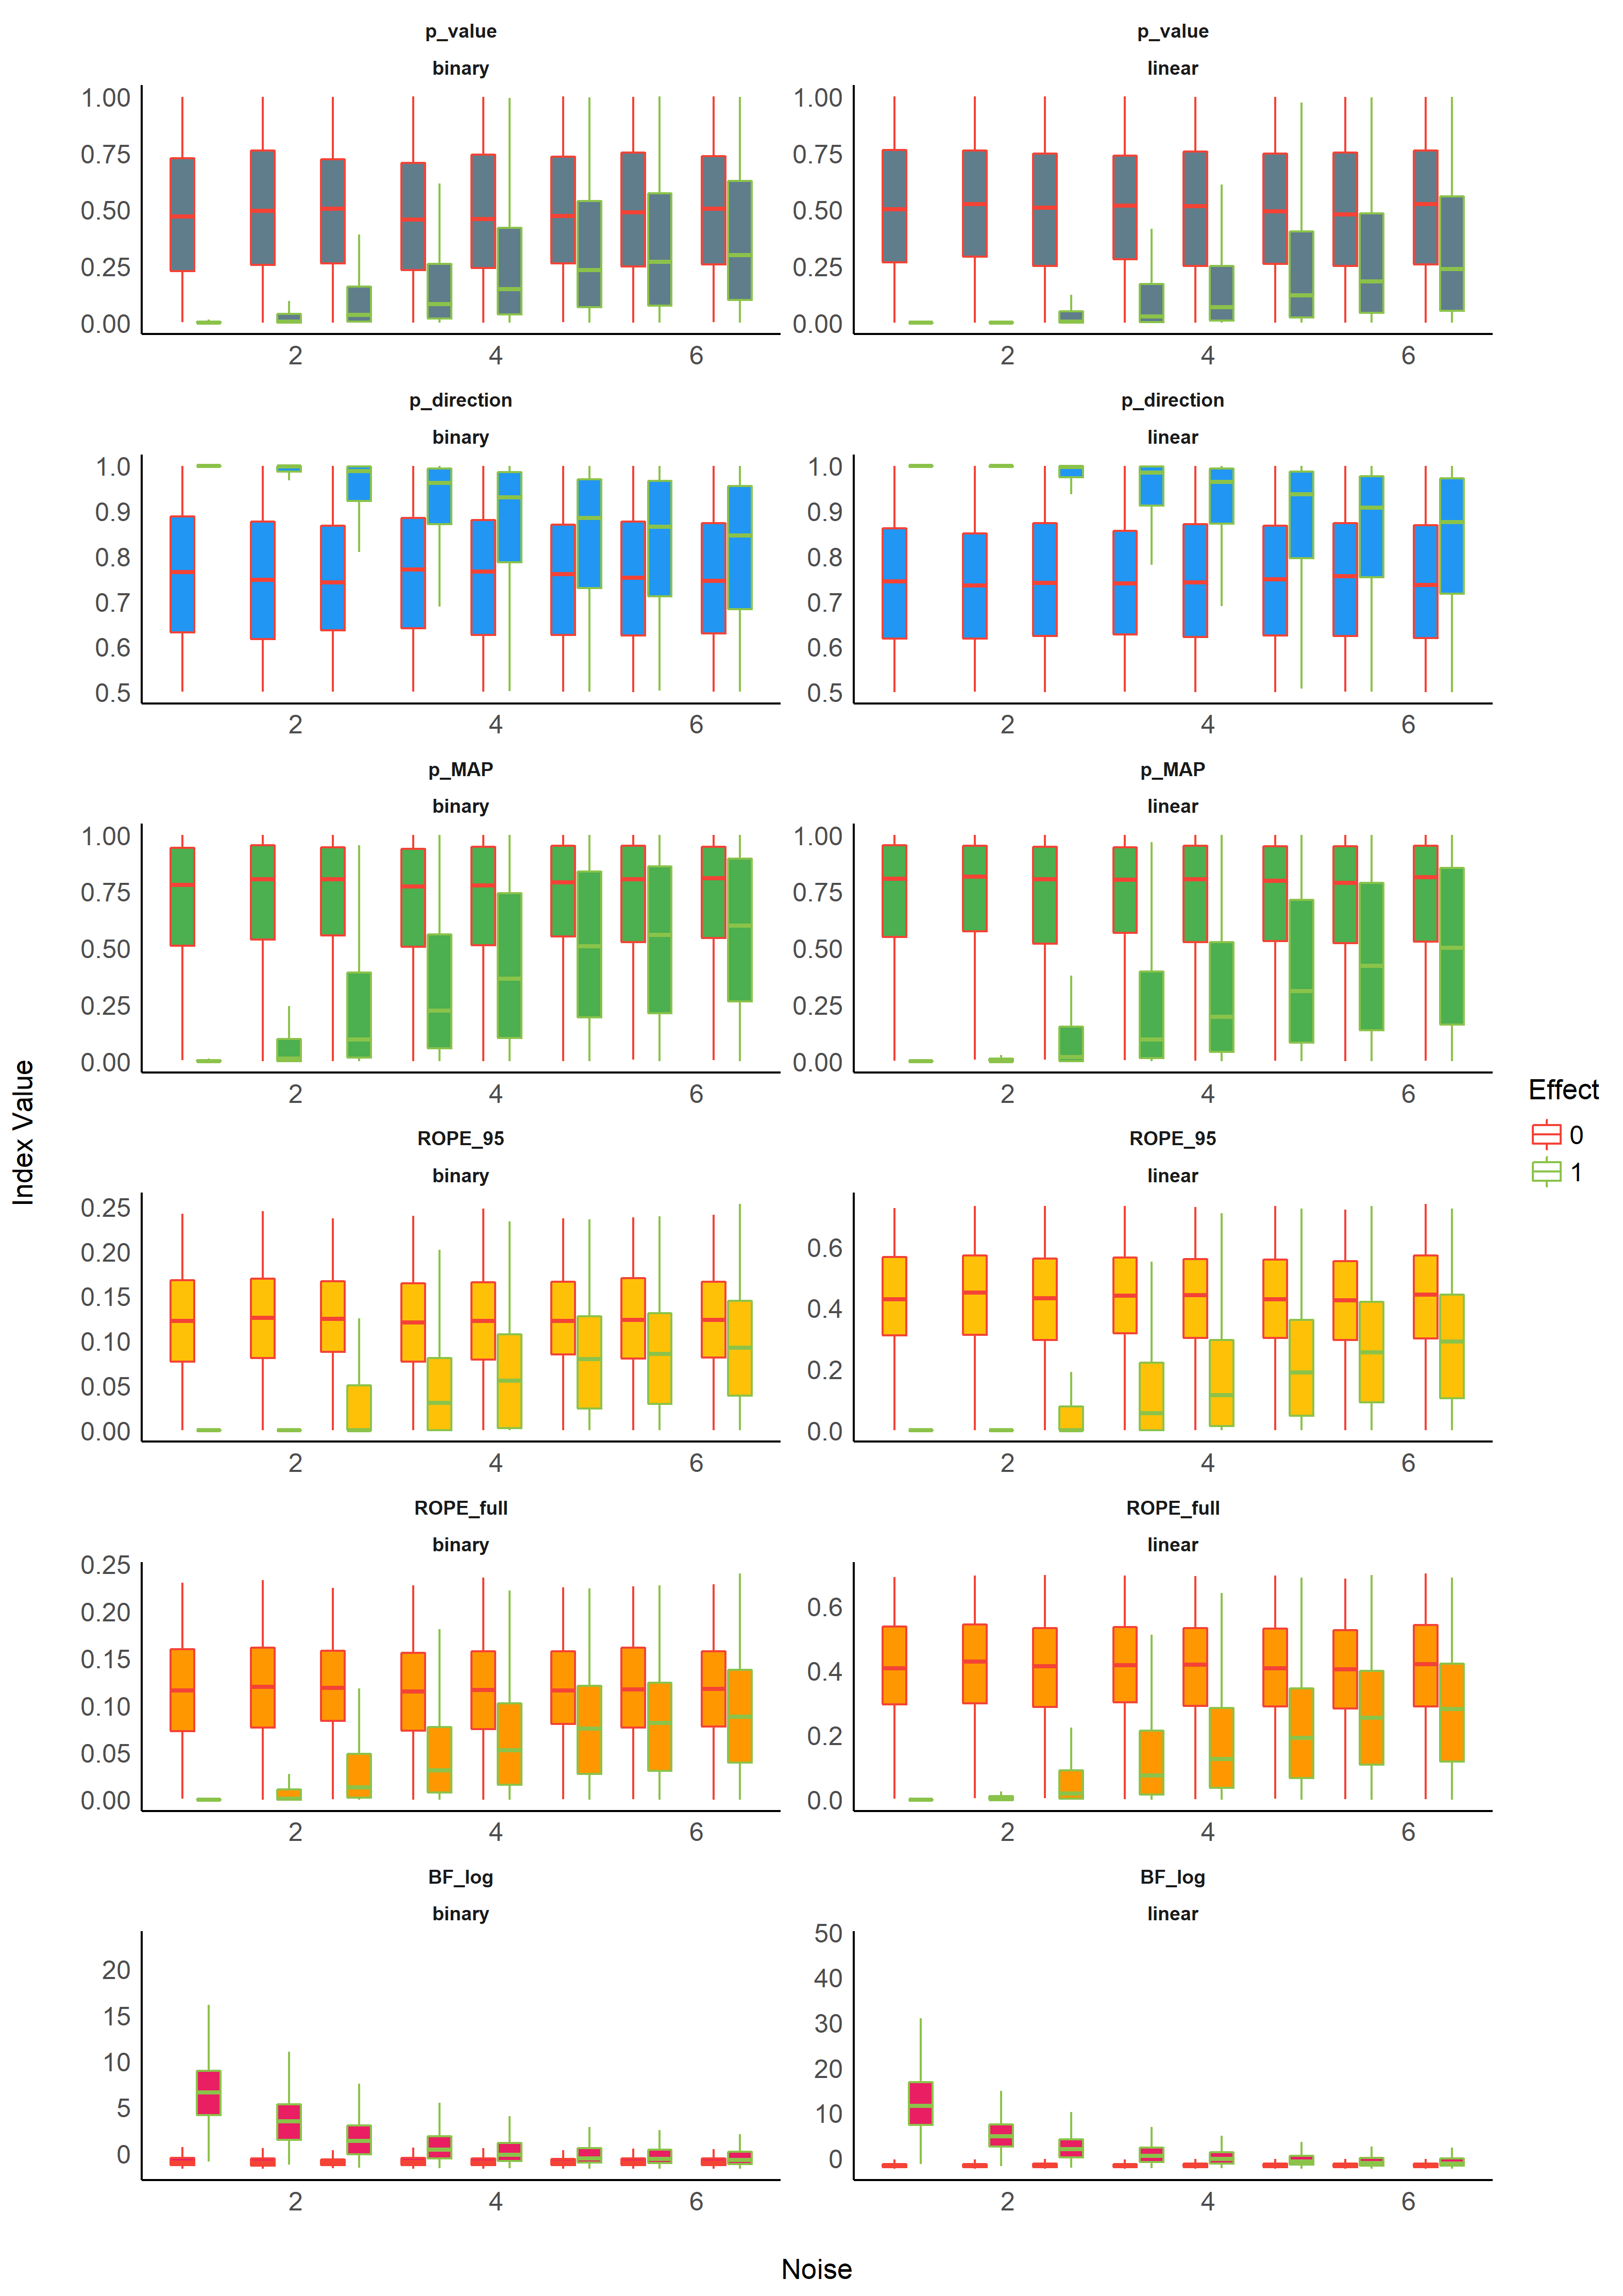 p_value
binary
1.00
0.75
0.50
0.25
0.00
2 4 6
p_value
linear
1.00
0.75
0.50
0.25
0.00
2 4 6
p_direction
binary
1.0
0.9
0.8
0.7
0.6
0.5
2 4 6
p_direction
linear
1.0
0.9
0.8
0.7
0.6
0.5
2 4 6
p_MAP
binary
1.00
0.75
0.50
0.25
0.00
2 4 6
p_MAP
linear
1.00
0.75
0.50
0.25
0.00
2 4 6
ROPE_95
binary
0.25
0.20
0.15
0.10
0.05
0.00
2 4 6
ROPE_95
linear
0.6
0.4
0.2
0.0
2 4 6
ROPE_full
binary
0.25
0.20
0.15
0.10
0.05
0.00
2 4 6
ROPE_full
linear
0.6
0.4
0.2
0.0
2 4 6
BF_log
binary
20
15
10
5
0
2 4 6
BF_log
linear
50
40
30
20
10
0
2 4 6
Index Value
Noise
Effect
0
1